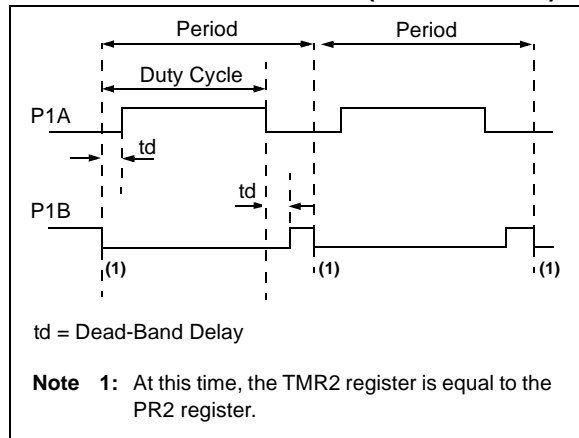 Period Period
Duty Cycle
P1A
td
td
P1B
(1) (1) (1)
td = Dead-Band Delay
Note 1: At this time, the TMR2 register is equal to the
PR2 register.